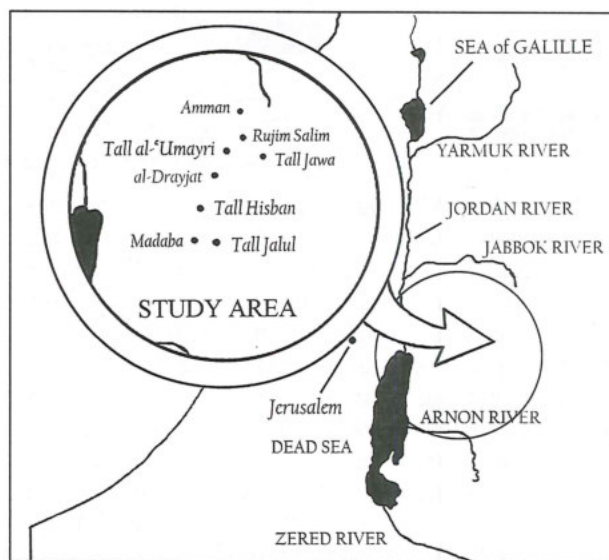 SEA of GALILLE
Amman
Rujim Salim
Tall al-ʿUmayri
Tall Jawa
al-Drayjat
YARMUK RIVER
Tall Hisban
JORDAN RIVER
Madaba
Tall Jalul
JABBOK RIVER
STUDY AREA
Jerusalem
ARNON RIVER
DEAD SEA
ZERED RIVER